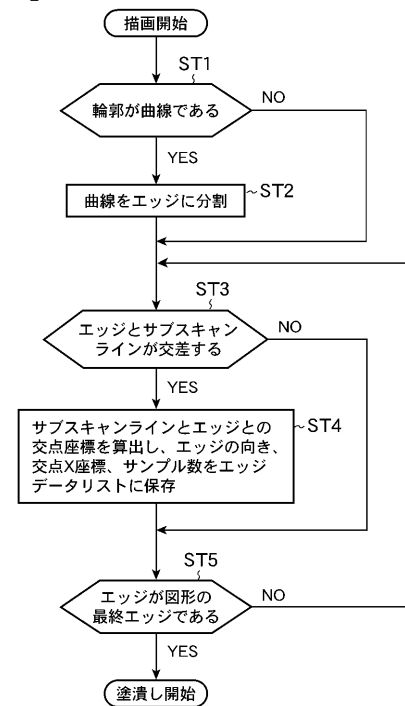 描画開始
ST1
輪郭が曲線である
NO
YES
曲線をエッジに分割
ST2
ST3
エッジとサブスキャン
ラインが交差する
NO
YES
サブスキャンラインとエッジとの
交点座標を算出し、エッジの向き、
交点X座標、サンプル数をエッジ
データリストに保存
ST4
ST5
エッジが図形の
最終エッジである
NO
YES
塗潰し開始